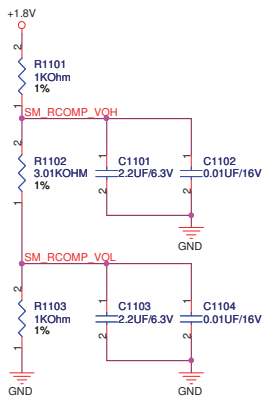 +1.8V
2
R1101
1KOhm
1%
1
SM_RCOMP_VOH
2
R1102
3.01KOHM
1%
1
1
C1101
2.2UF/6.3V
2
1
C1102
0.01UF/16V
2
GND
SM_RCOMP_VOL
2
R1103
1KOhm
1%
1
1
C1103
2.2UF/6.3V
2
1
C1104
0.01UF/16V
2
GND
GND